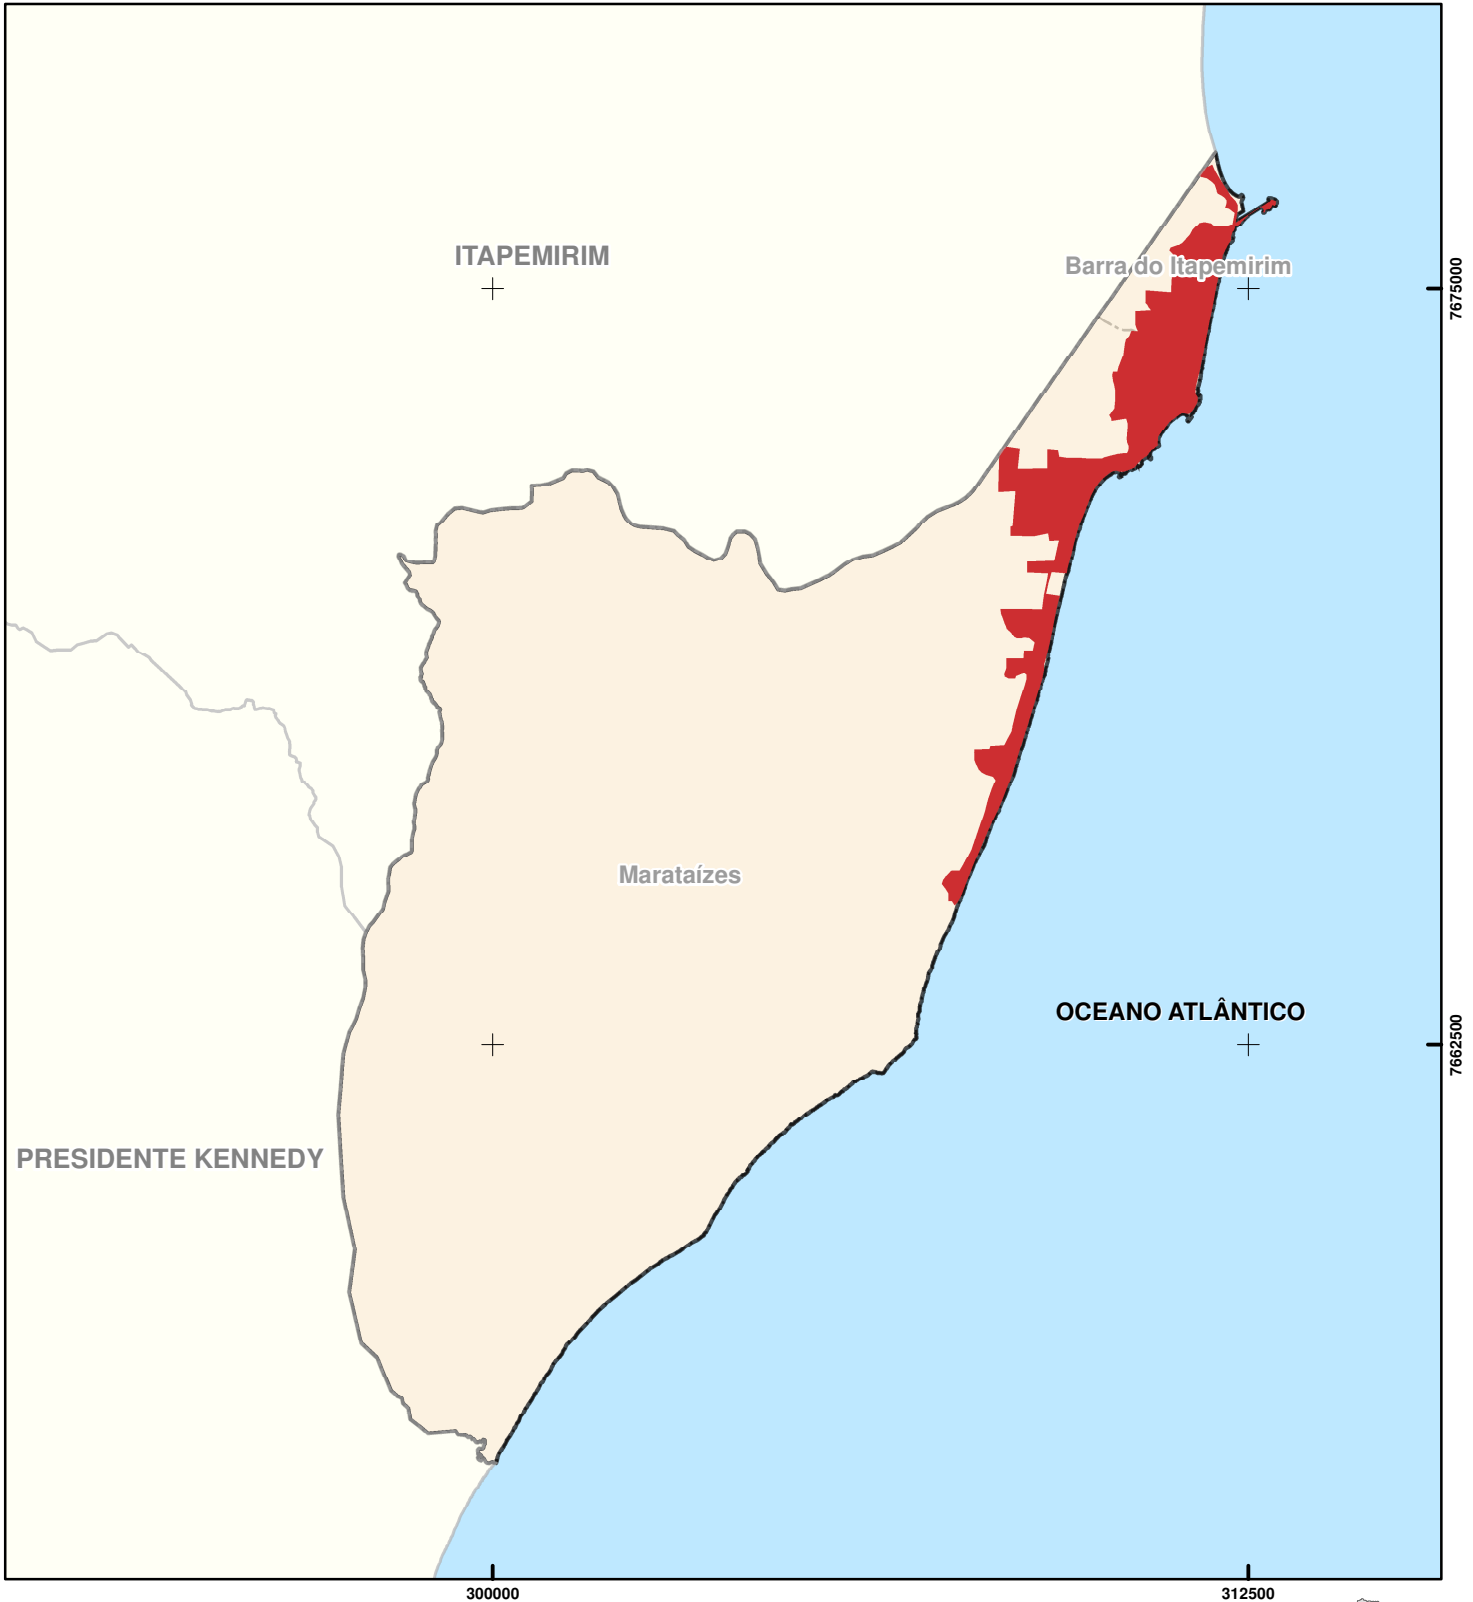 ITAPEMIRIM
Barra do Itapemirim
7675000
Marataízes
OCEANO ATLÂNTICO
7662500
PRESIDENTE KENNEDY
300000
312500